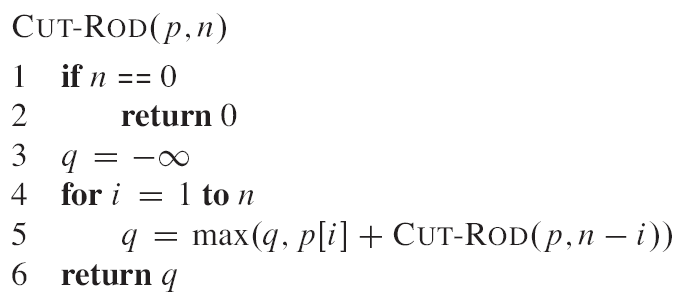 CUT-ROD(p, n)
1 if n == 0
2 return 0
3 q = −∞
4 for i = 1 to n
5 q = max(q, p[i] + CUT-ROD(p, n − i))
6 return q